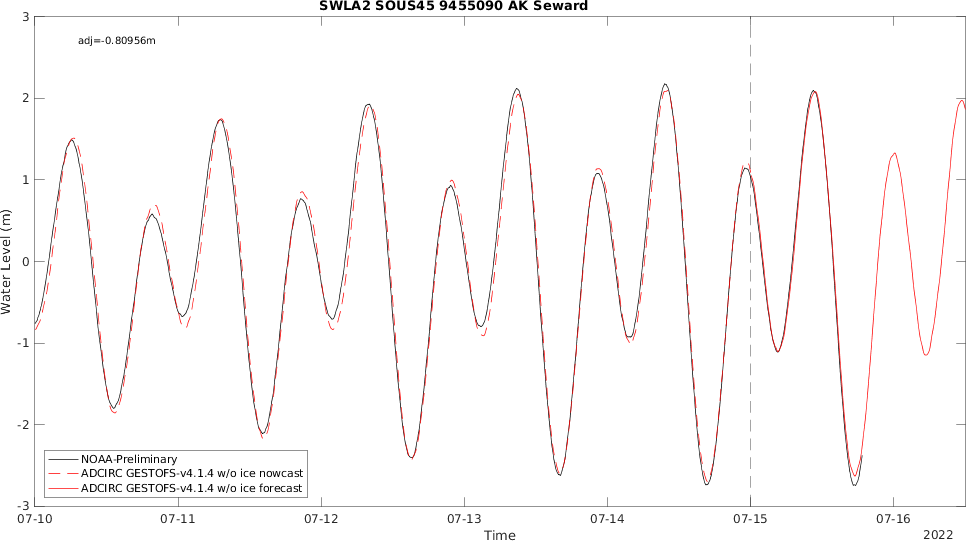 SWLA2 SOUS45 9455090 AK Seward
adj=-0.80956m
3
2
1
0
-1
-2
-3
Water Level (m)
NOAA-Preliminary
ADCIRC GESTOFS-v4.1.4 w/o ice nowcast
ADCIRC GESTOFS-v4.1.4 w/o ice forecast
07-10 07-11 07-12 07-13 07-14 07-15 07-16
Time
2022